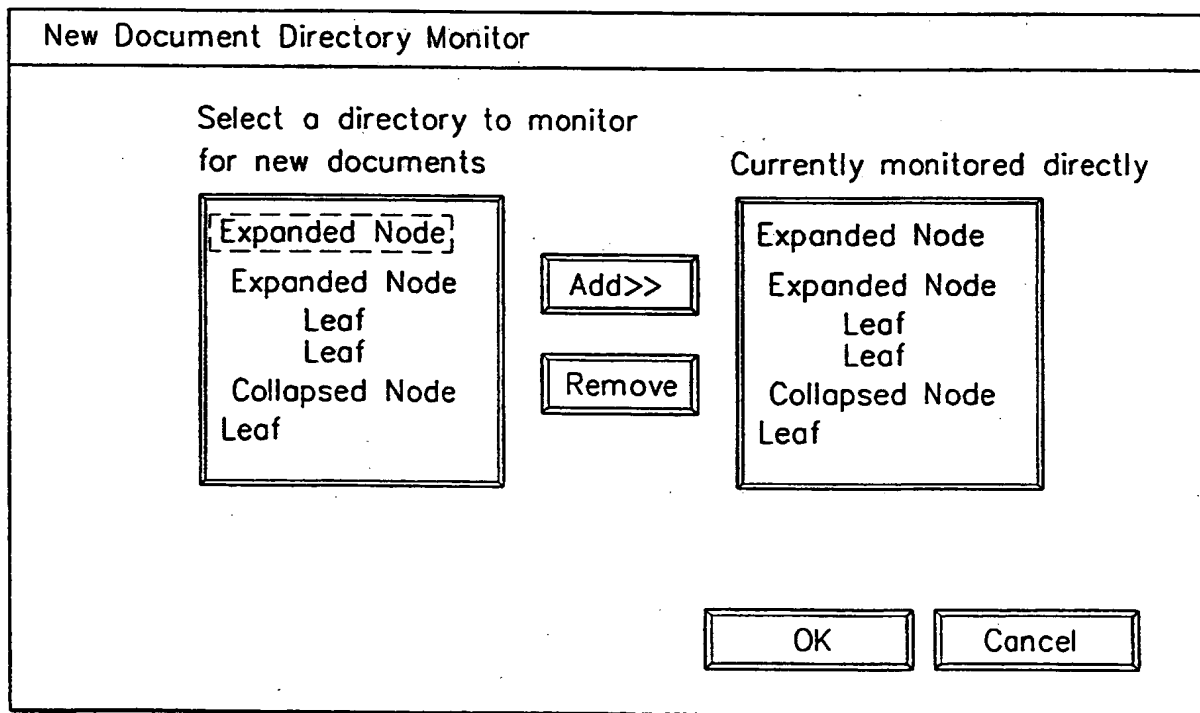 New Document Directory Monitor
Select a directory to monitor
for new documents
Expanded Node
Expanded Node
Leaf
Leaf
Collapsed Node
Leaf
Add>>
Remove
Currently monitored directly
Expanded Node
Expanded Node
Leaf
Leaf
Collapsed Node
Leaf
OK
Cancel